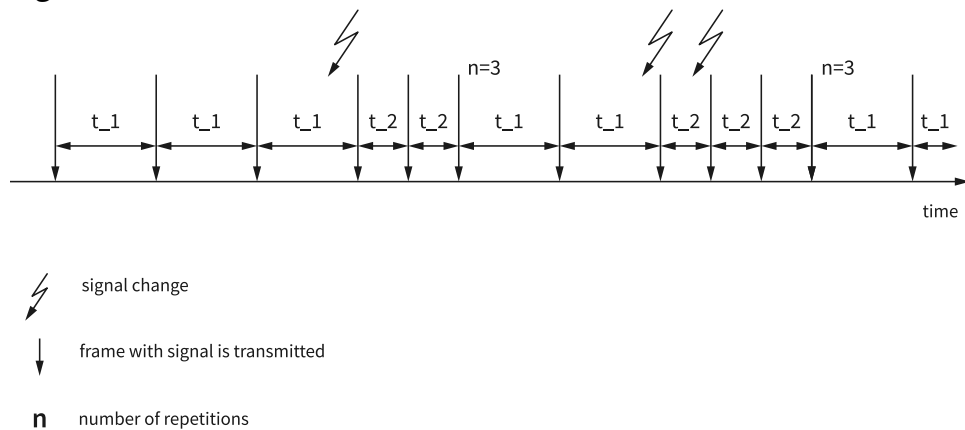 n=3 n=3
t_1 t_1 t_1 t_2 t_2 t_1 t_1 t_2 t_2 t_2 t_1 t_1
time
signal change
frame with signal is transmitted
n number of repetitions